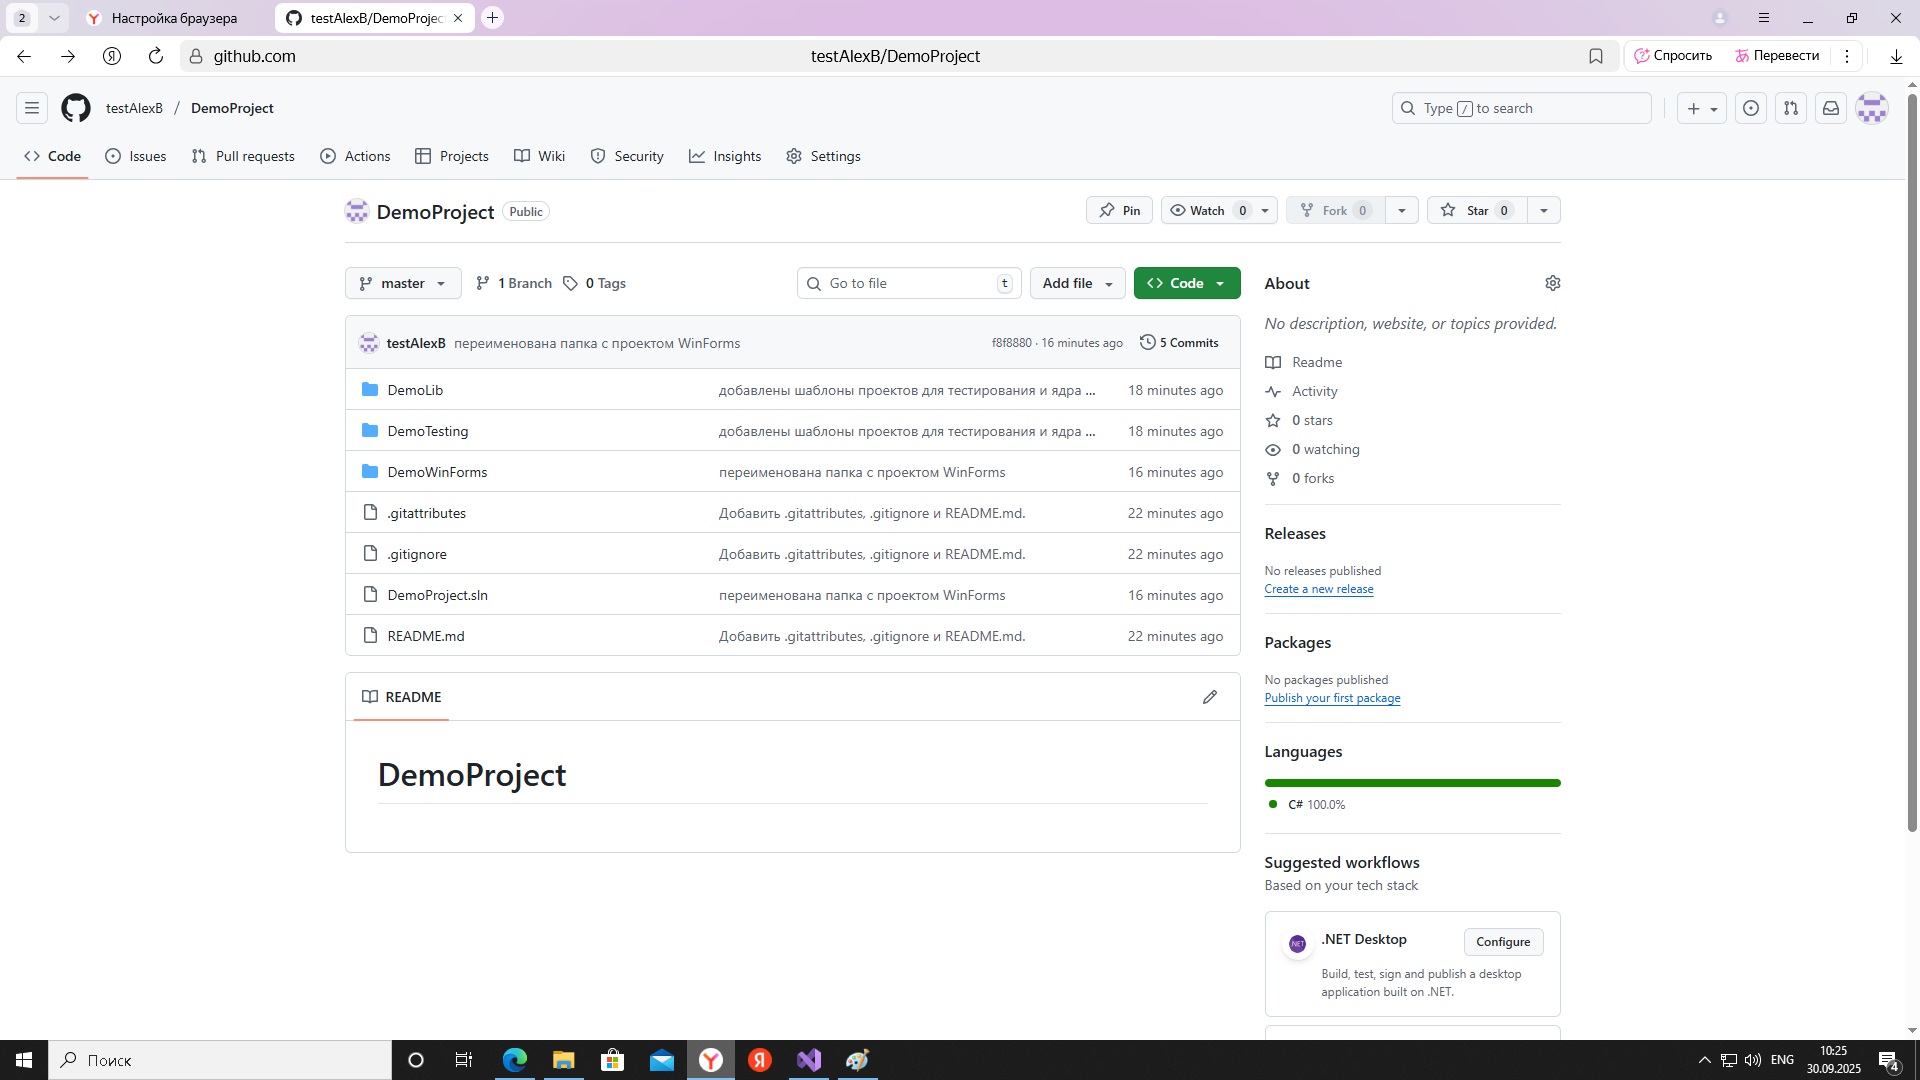 2
Настройка браузера
testAlexB/DemoProjec
github.com
testAlexB/DemoProject
Спросить
Перевести
testAlexB / DemoProject
Type / to search
Code
Issues
Pull requests
Actions
Projects
Wiki
Security
Insights
Settings
DemoProject
Public
Pin
Watch 0
Fork 0
Star 0
master
1 Branch
0 Tags
Go to file
t
Add file
Code
testAlexB переименована папка с проектом WinForms
f8f8880 · 16 minutes ago
5 Commits
DemoLib добавлены шаблоны проектов для тестирования и ядра ... 18 minutes ago
DemoTesting добавлены шаблоны проектов для тестирования и ядра ... 18 minutes ago
DemoWinForms переименована папка с проектом WinForms 16 minutes ago
.gitattributes Добавить .gitattributes, .gitignore и README.md. 22 minutes ago
.gitignore Добавить .gitattributes, .gitignore и README.md. 22 minutes ago
DemoProject.sln переименована папка с проектом WinForms 16 minutes ago
README.md Добавить .gitattributes, .gitignore и README.md. 22 minutes ago
README
DemoProject
About
No description, website, or topics provided.
Readme
Activity
0 stars
0 watching
0 forks
Releases
No releases published
Create a new release
Packages
No packages published
Publish your first package
Languages
C# 100.0%
Suggested workflows
Based on your tech stack
.NET
.NET Desktop
Configure
Build, test, sign and publish a desktop
application built on .NET.
Поиск
ENG
10:25
30.09.2025
4